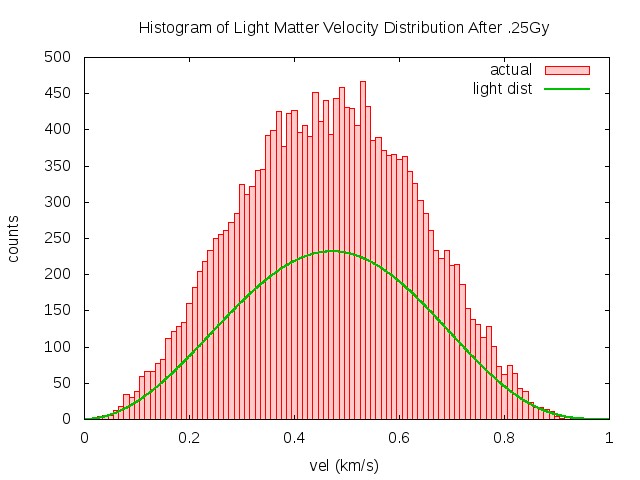 Histogram of Light Matter Velocity Distribution After .25Gy
500
450
400
350
300
250
200
150
100
50
0
counts
actual
light dist
0 0.2 0.4 0.6 0.8 1
vel (km/s)